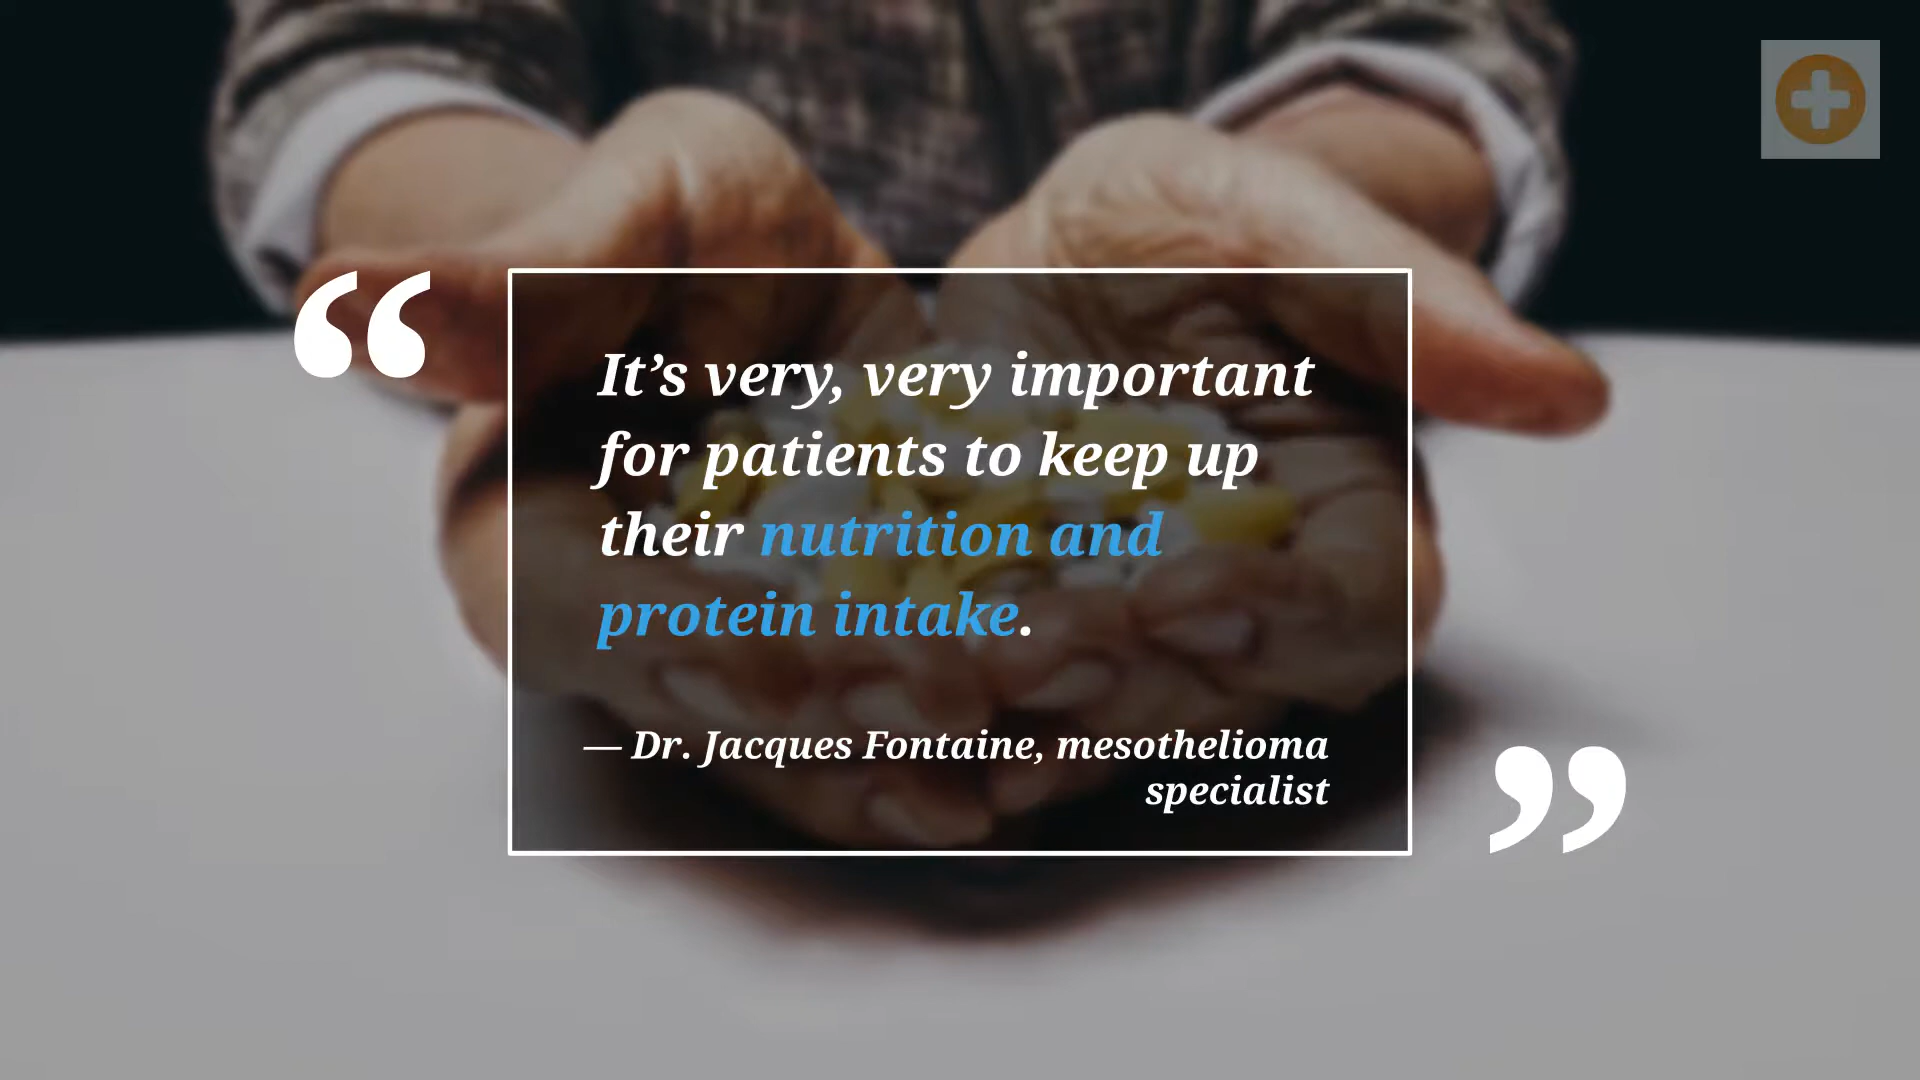 “
It’s very, very important
for patients to keep up
their nutrition and
protein intake.
— Dr. Jacques Fontaine, mesothelioma
specialist
”